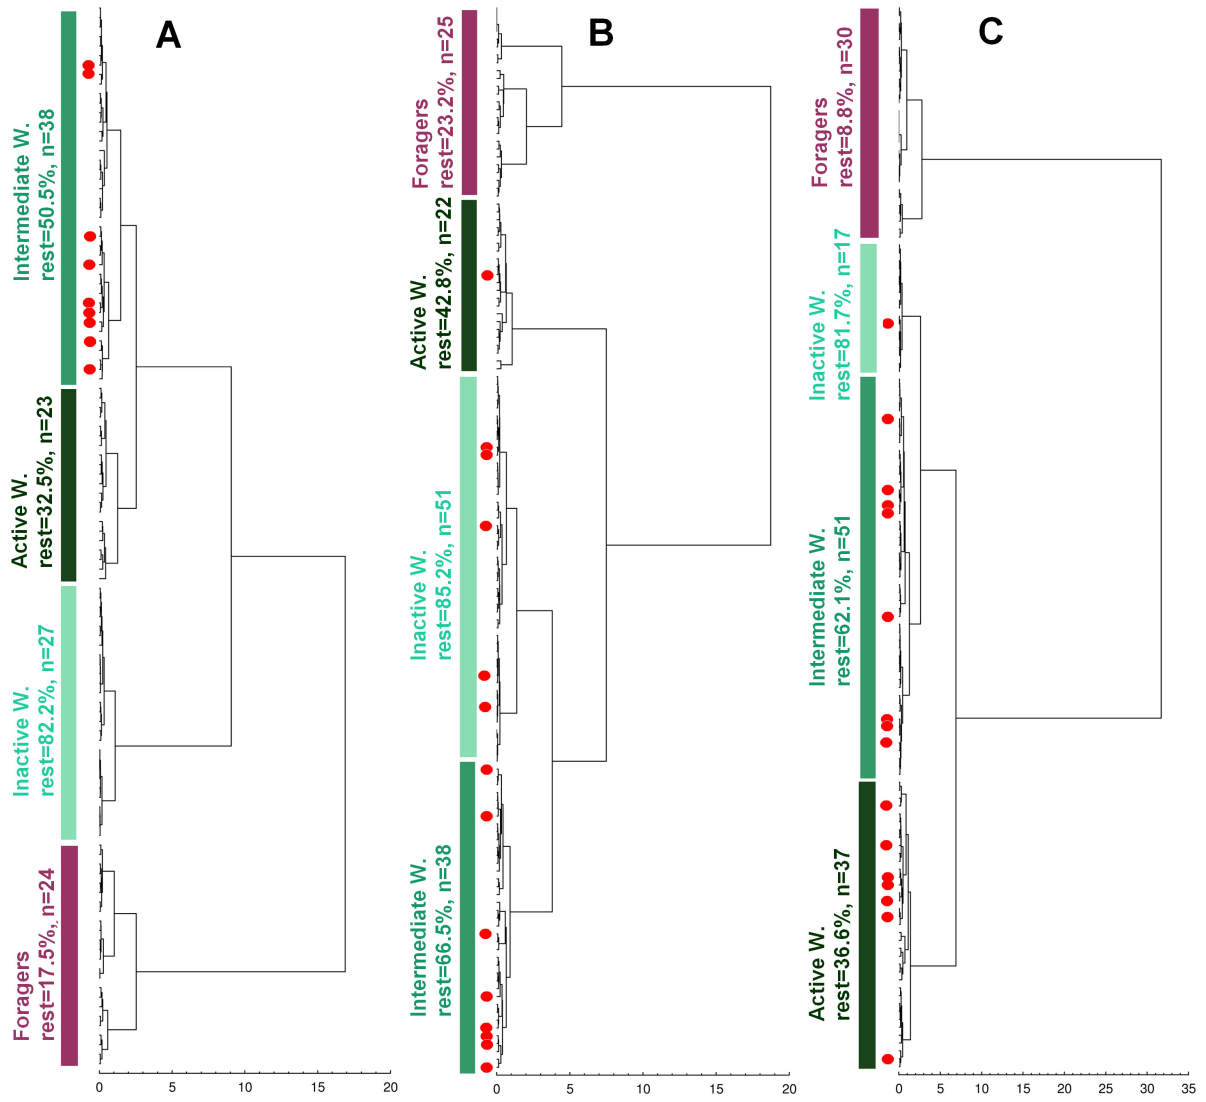 A
Intermediate W.
rest=50.5%, n=38
Active W.
rest=32.5%, n=23
Inactive W.
rest=82.2%, n=27
Foragers
rest=17.5%, n=24
0 5 10 15 20
B
Foragers
rest=23.2%, n=25
Active W.
rest=42.8%, n=22
Inactive W.
rest=85.2%, n=51
Intermediate W.
rest=66.5%, n=38
0 5 10 15 20
C
Foragers
rest=8.8%, n=30
Inactive W.
rest=81.7%, n=17
Intermediate W.
rest=62.1%, n=51
Active W.
rest=36.6%, n=37
0 5 10 15 20 25 30 35